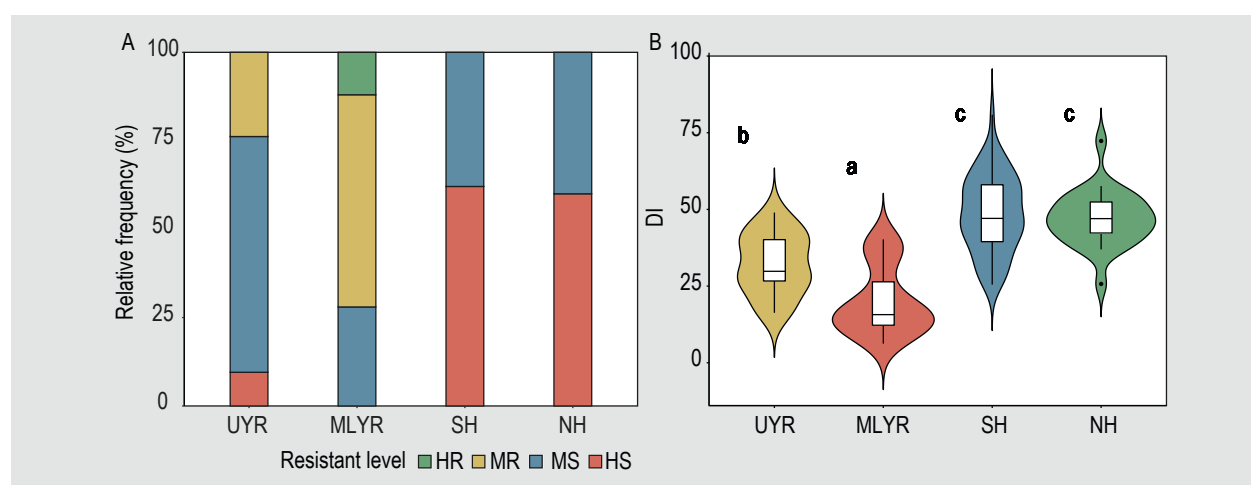 A
100
75
50
25
0
Relative frequency (%)
UYR
MLYR
SH
NH
Resistant level HR MR MS HS
B
100
75
50
25
0
DI
b
a
c
c
UYR
MLYR
SH
NH